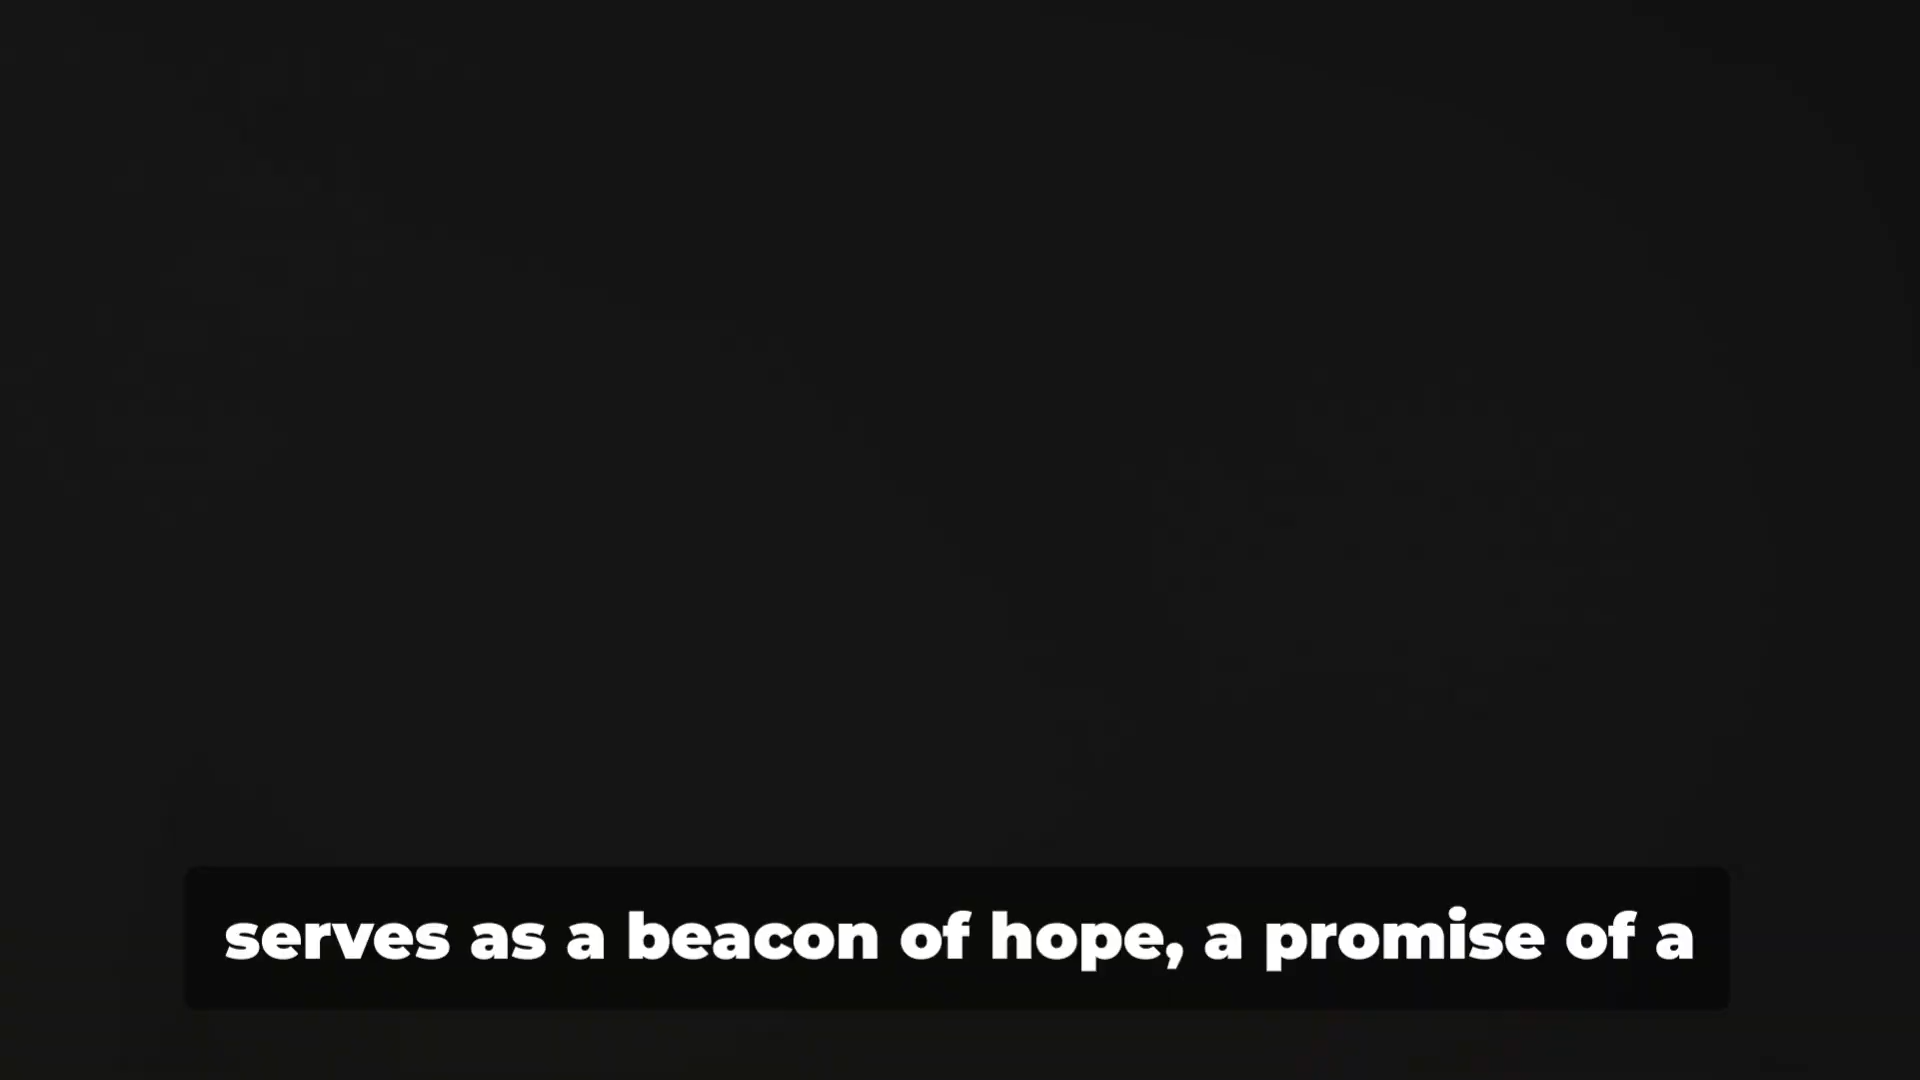 serves as a beacon of hope, a promise of a